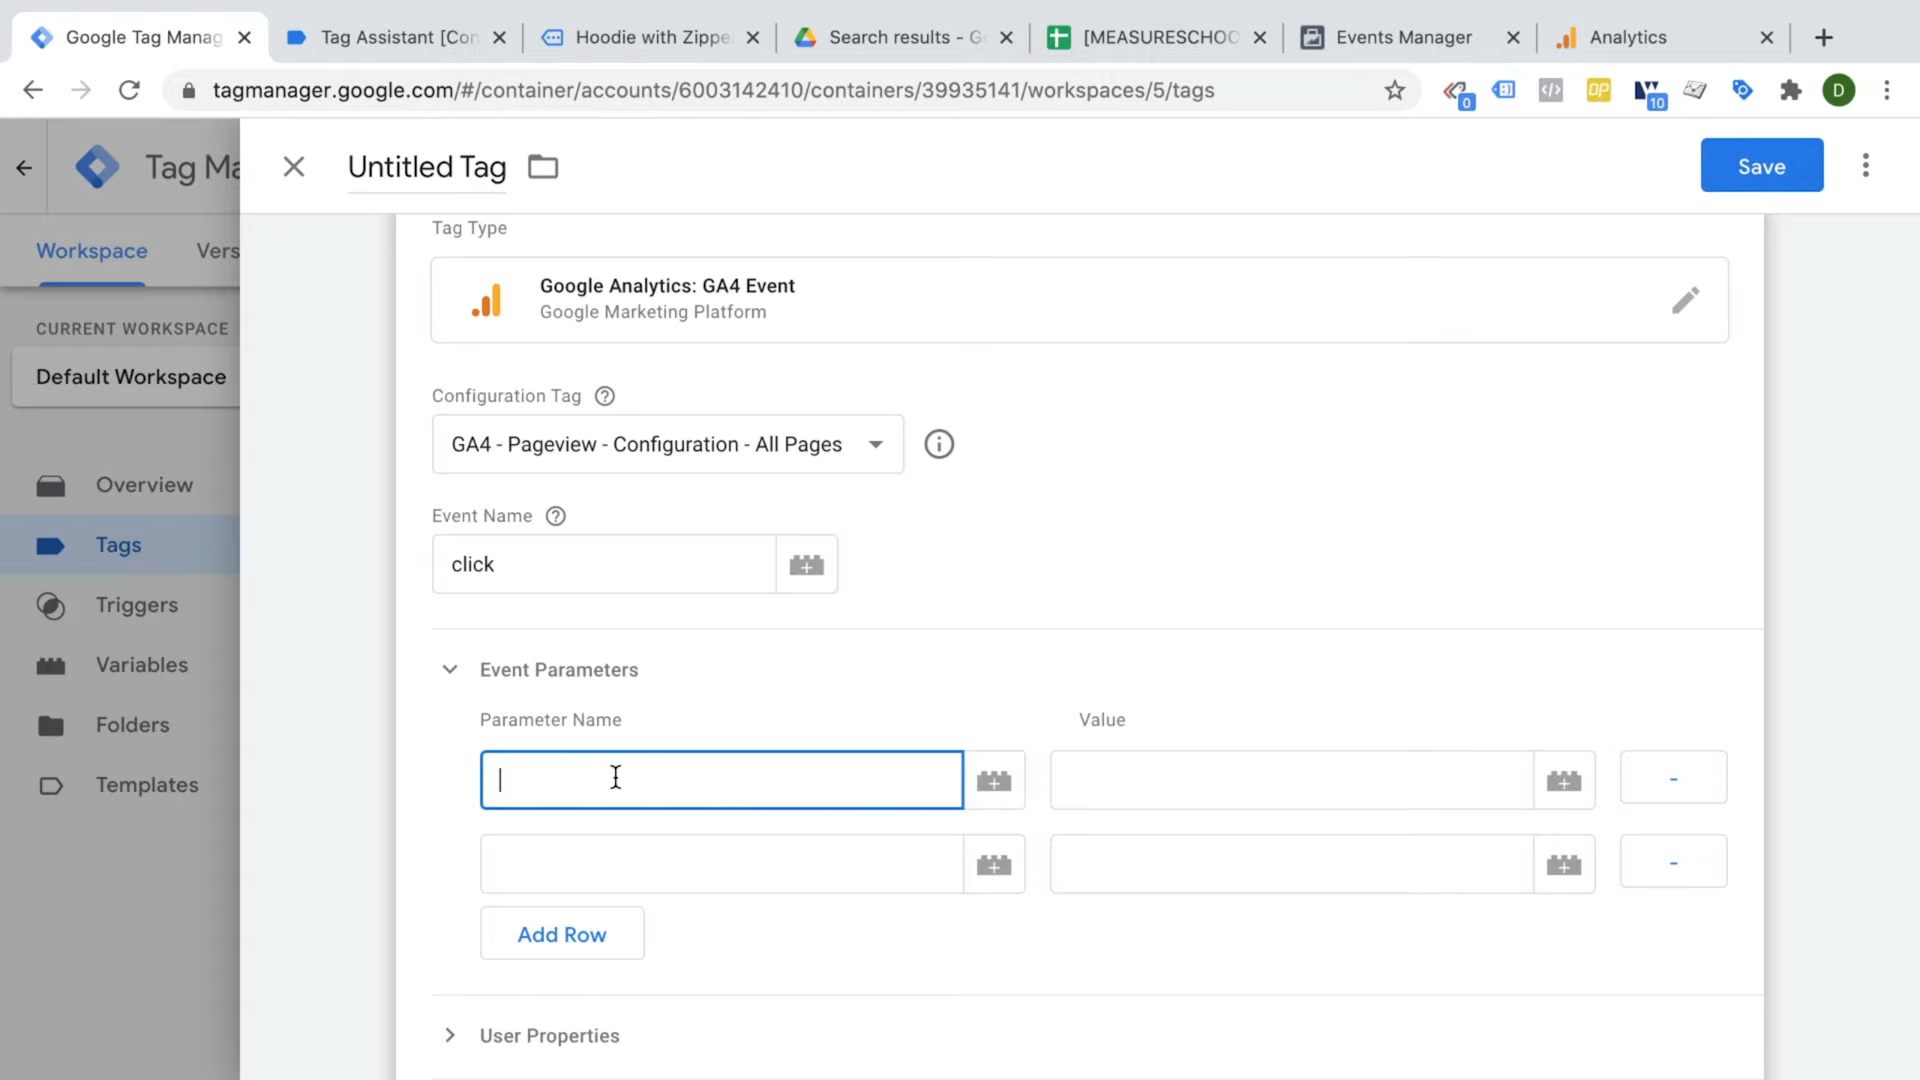 Google Tag Manag
Tag Assistant [Con
Hoodie with Zippe
Search results - G
[MEASURESCHOO
Events Manager
Analytics
tagmanager.google.com/#/container/accounts/6003142410/containers/39935141/workspaces/5/tags
0
OP
10
D
Tag Ma
Untitled Tag
Save
Workspace
Vers
CURRENT WORKSPACE
Default Workspace
Overview
Tags
Triggers
Variables
Folders
Templates
Tag Type
Google Analytics: GA4 Event
Google Marketing Platform
Configuration Tag
GA4 - Pageview - Configuration - All Pages
Event Name
click
Event Parameters
Parameter Name
Value
-
-
Add Row
User Properties